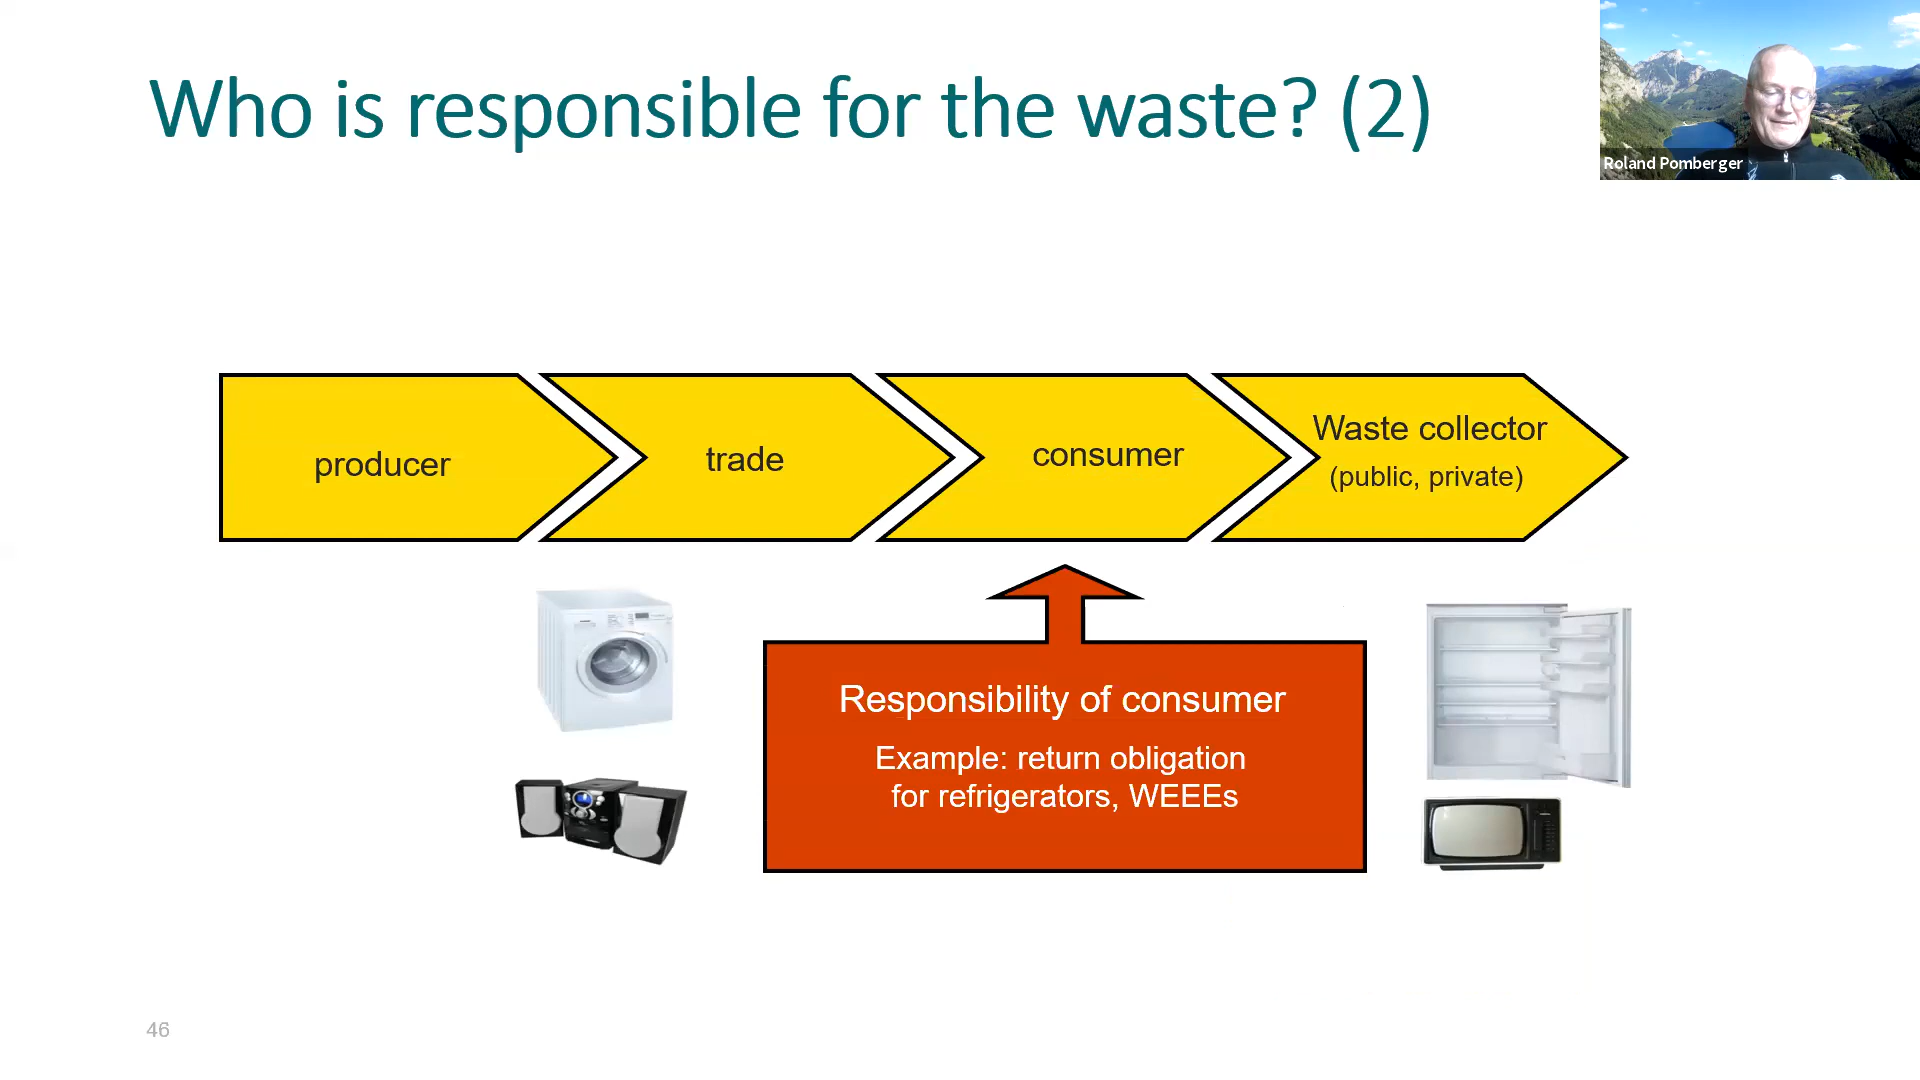 Who is responsible for the waste? (2)
Roland Pomberger
producer
trade
consumer
Waste collector
(public, private)
Responsibility of consumer
Example: return obligation
for refrigerators, WEEEs
46